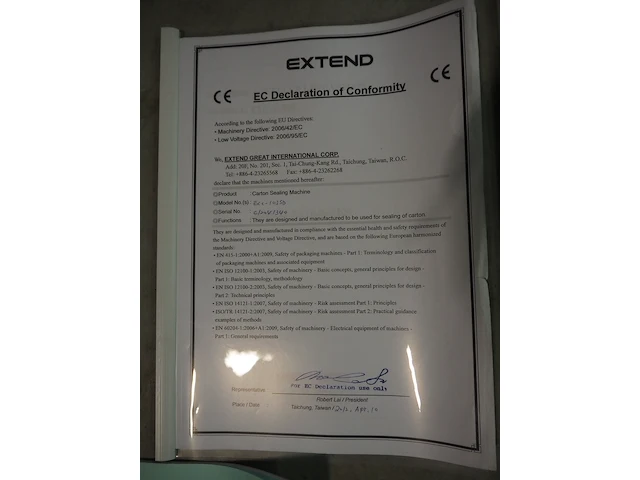 EXTEND
CE
CE
EC Declaration of Conformity
According to the following EU Directives:
• Machinery Directive: 2006/42/EC
• Low Voltage Directive: 2006/95/EC
We, EXTEND GREAT INTERNATIONAL CORP.
Add: 20F, No. 201, Sec. 1, Tai-Chung-Kang Rd., Taichung, Taiwan, R.O.C.
Tel: +886-4-25265568 Fax: +886-4-25262268
declare that the machines mentioned hereafter:
◎Product : Carton Sealing Machine
◎Model No.(s) :
◎Serial No. :
◎Functions : They are designed and manufactured to be used for sealing of carton
They are designed and manufactured in compliance with the essential health and safety requirements of
the Machinery Directive and Voltage Directive, and are based on the following European harmonized
standards:
• EN 415-1:2000+A1:2009, Safety of packaging machines - Part 1: Terminology and classification
of packaging machines and associated equipment
• EN ISO 12100-1:2003, Safety of machinery - Basic concepts, general principles for design -
Part 1: Basic terminology, methodology
• EN ISO 12100-2:2003, Safety of machinery - Basic concepts, general principles for design -
Part 2: Technical principles
• EN ISO 14121-1:2007, Safety of machinery - Risk assessment Part 1: Principles
• ISO/TR 14121-2:2007, Safety of machinery - Risk assessment Part 2: Practical guidance
examples of methods
• EN 60204-1:2006+A1:2009, Safety of machinery - Electrical equipment of machines -
Part 1: General requirements
For EC Declaration use only
Representative
Robert Lai / President
Place / Date Taichung, Taiwan /